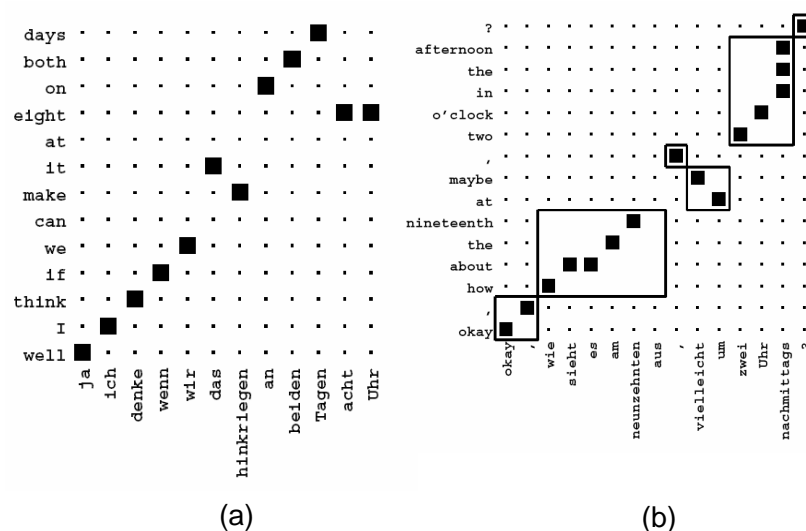 days
both
on
eight
at
it
make
can
we
if
think
I
well
ja
ich
denke
wenn
wir
das
hinkriegen
an
beiden
Tagen
acht
Uhr
(a)
?
afternoon
the
in
o'clock
two
,
maybe
at
nineteenth
the
about
how
,
okay
okay
,
wie
sieht
es
am
neunzehnten
aus
,
vielleicht
um
zwei
Uhr
nachmittags
?
(b)